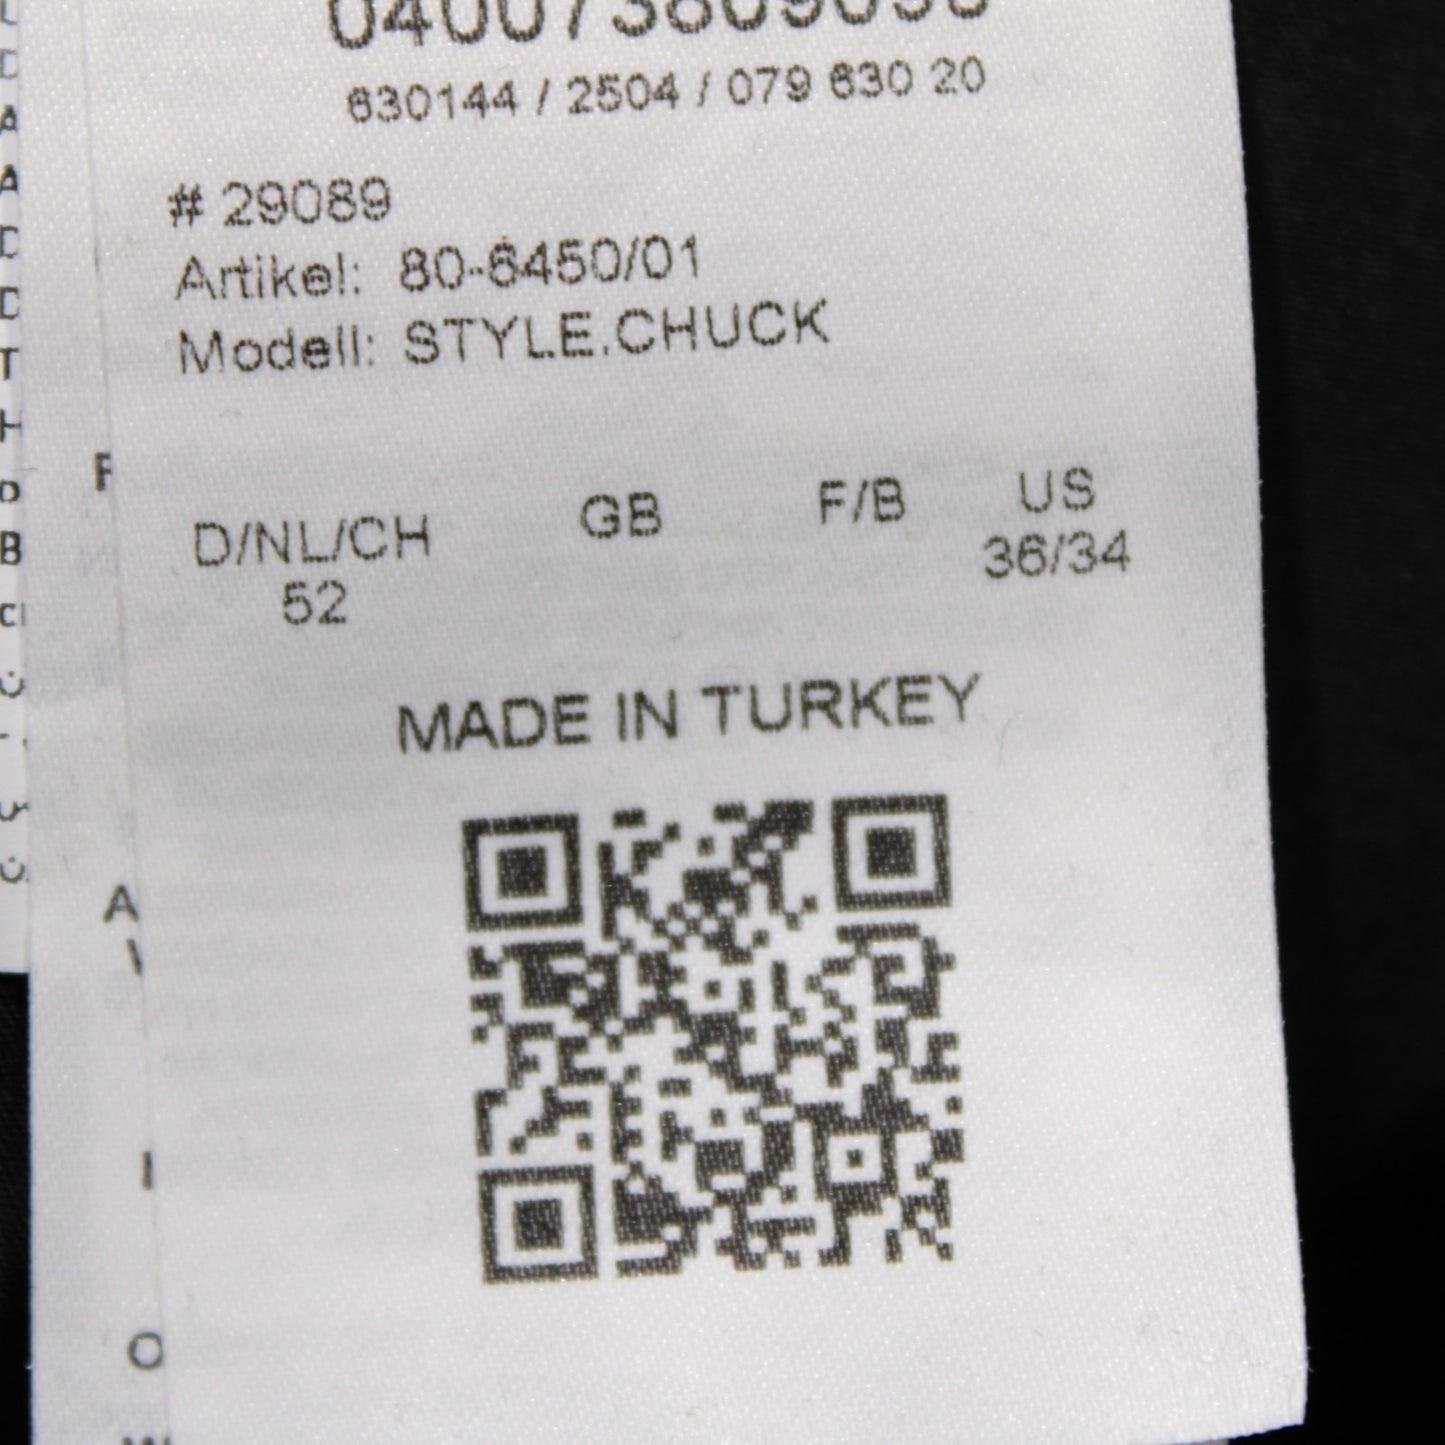 630144 / 2504 / 079 630 20
# 29089
Artikel: 80-6450/01
Modell: STYLE.CHUCK
D/NL/CH GB F/B US
52 36/34
MADE IN TURKEY